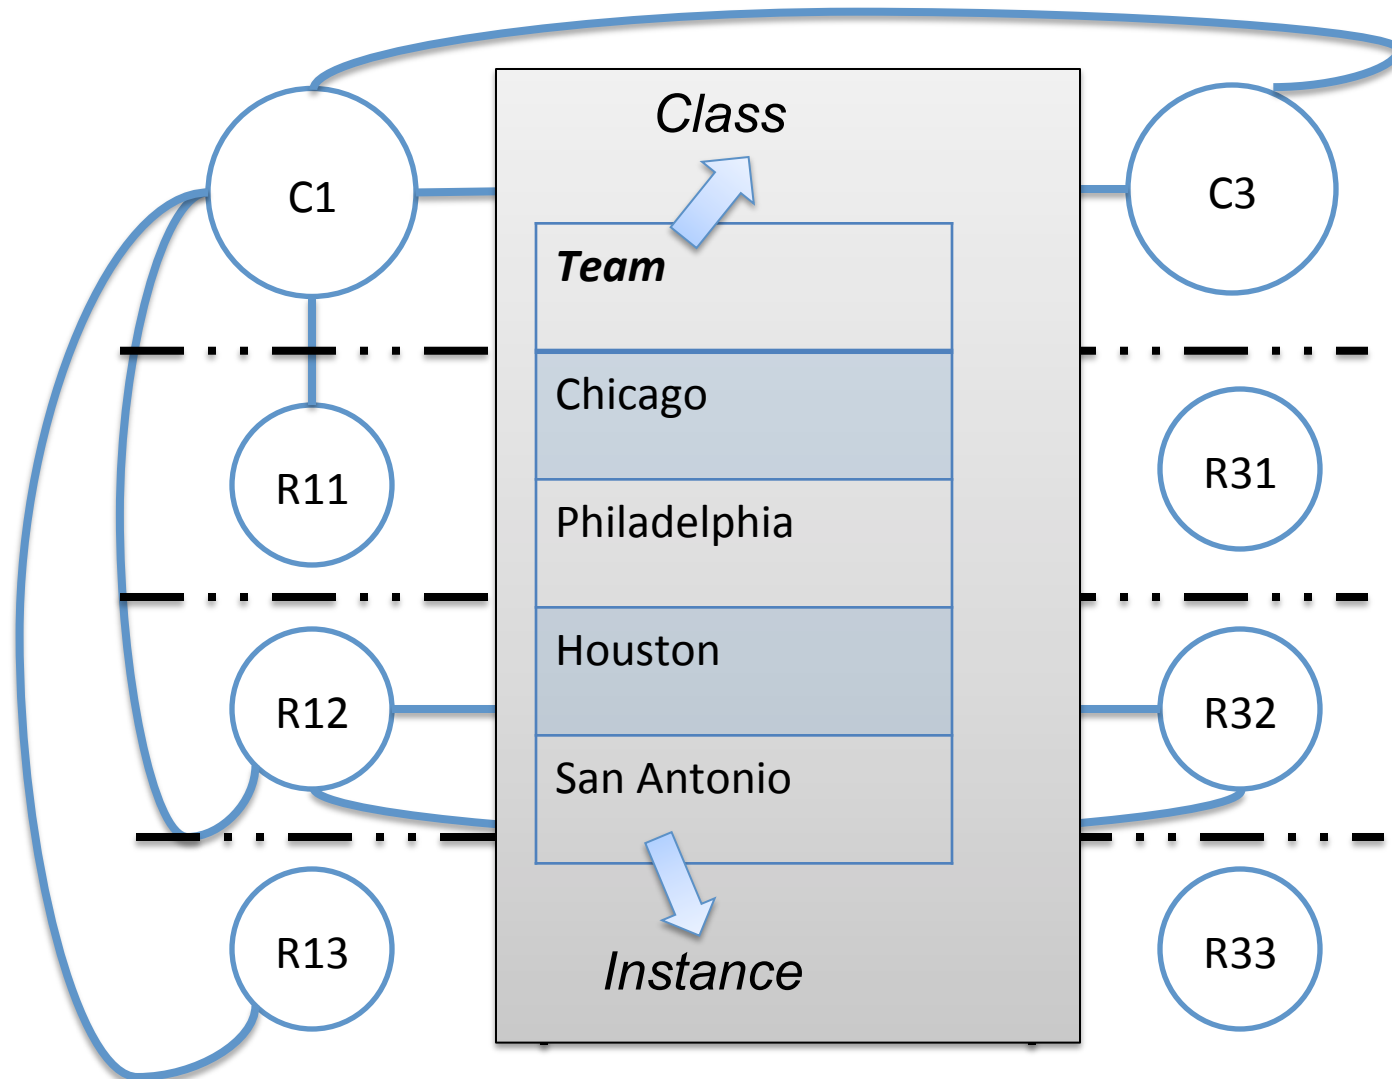 Class
C1
C3
Team
Chicago
R11
R31
Philadelphia
Houston
R12
R32
San Antonio
R13
Instance
R33